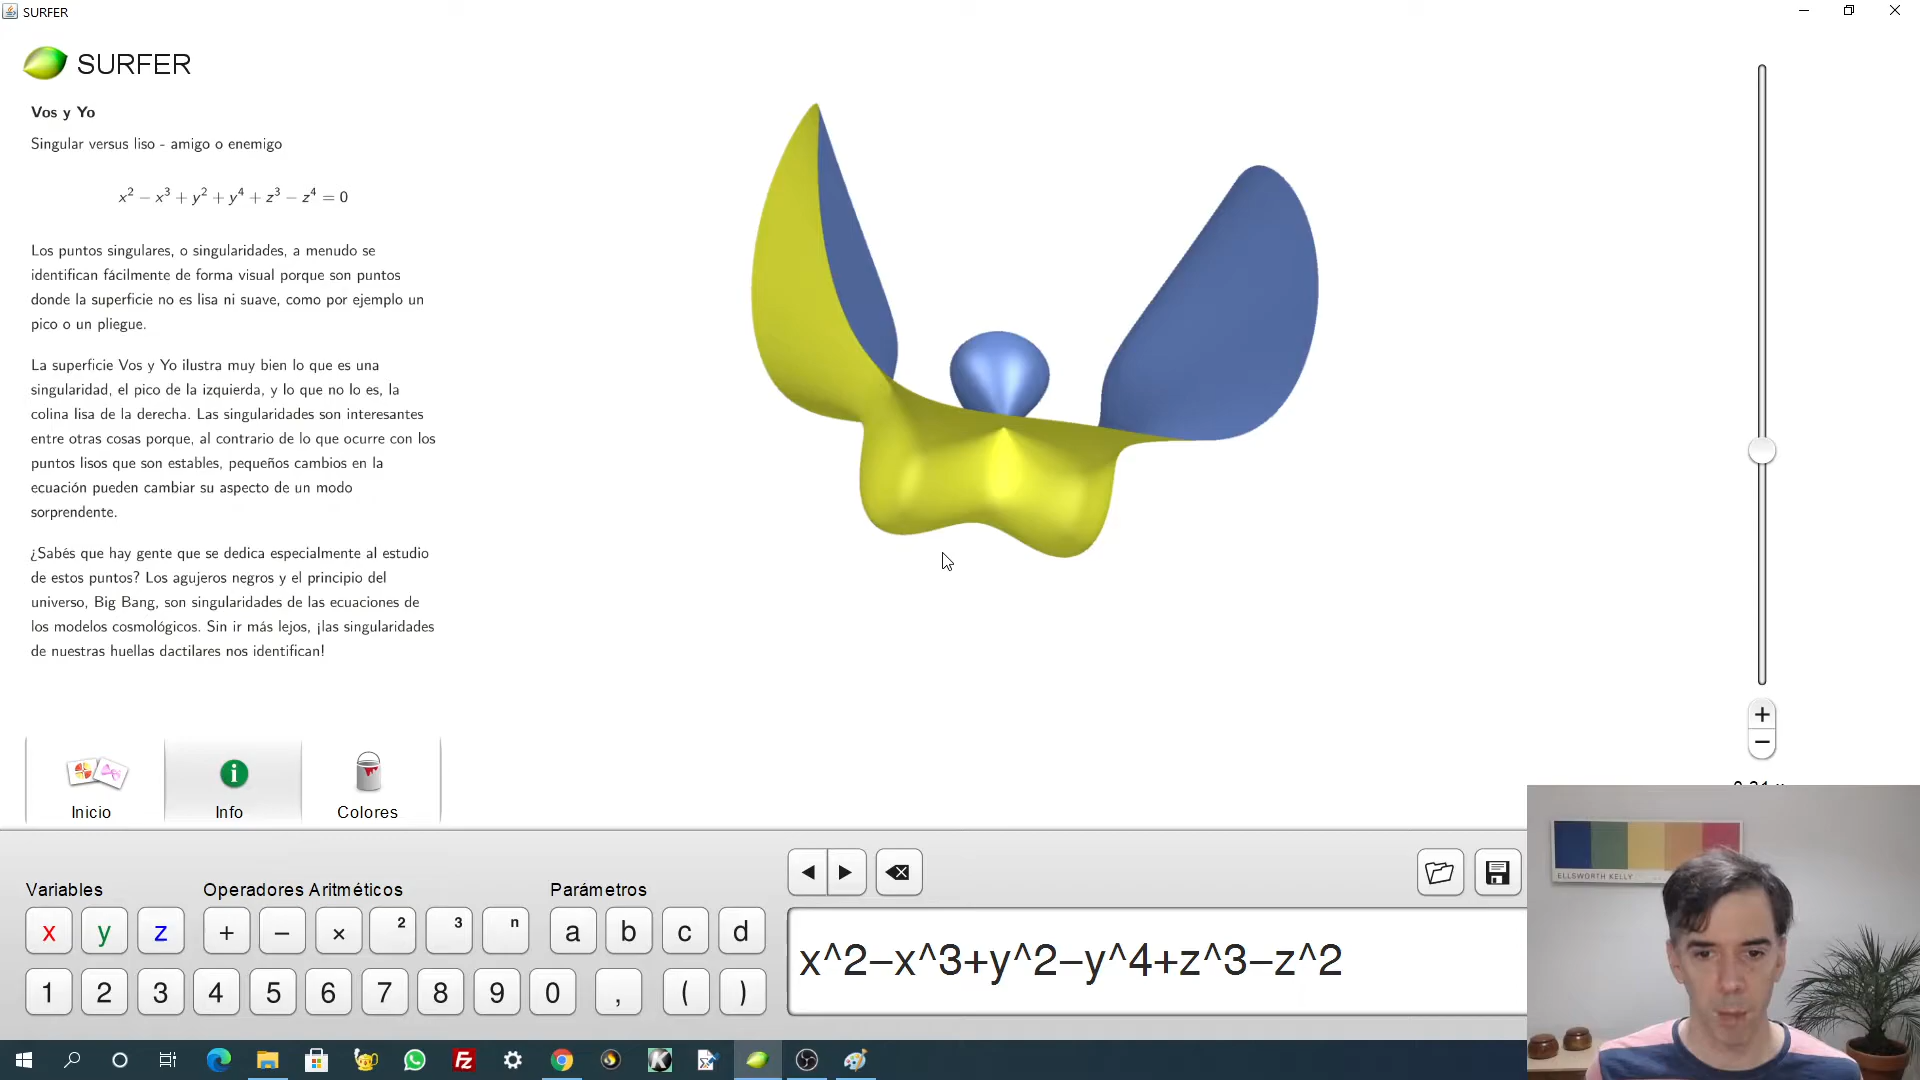 SURFER
SURFER
Vos y Yo
Singular versus liso - amigo o enemigo
x² − x³ + y² + y⁴ + z³ − z⁴ = 0
Los puntos singulares, o singularidades, a menudo se
identifican fácilmente de forma visual porque son puntos
donde la superficie no es lisa ni suave, como por ejemplo un
pico o un pliegue.
La superficie Vos y Yo ilustra muy bien lo que es una
singularidad, el pico de la izquierda, y lo que no lo es, la
colina lisa de la derecha. Las singularidades son interesantes
entre otras cosas porque, al contrario de lo que ocurre con los
puntos lisos que son estables, pequeños cambios en la
ecuación pueden cambiar su aspecto de un modo
sorprendente.
¿Sabés que hay gente que se dedica especialmente al estudio
de estos puntos? Los agujeros negros y el principio del
universo, Big Bang, son singularidades de las ecuaciones de
los modelos cosmológicos. Sin ir más lejos, ¡las singularidades
de nuestras huellas dactilares nos identifican!
+
−
Inicio
Info
Colores
Variables
Operadores Aritméticos
Parámetros
x y z + − × ² ³ ⁿ a b c d
1 2 3 4 5 6 7 8 9 0 , ( )
x^2−x^3+y^2−y^4+z^3−z^2
ELLSWORTH KELLY